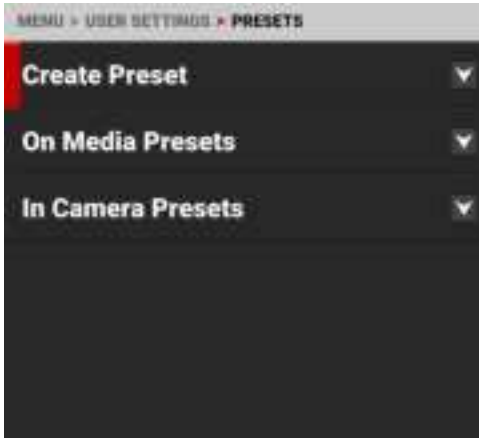 MENU > USER SETTINGS > PRESETS
Create Preset
On Media Presets
In Camera Presets